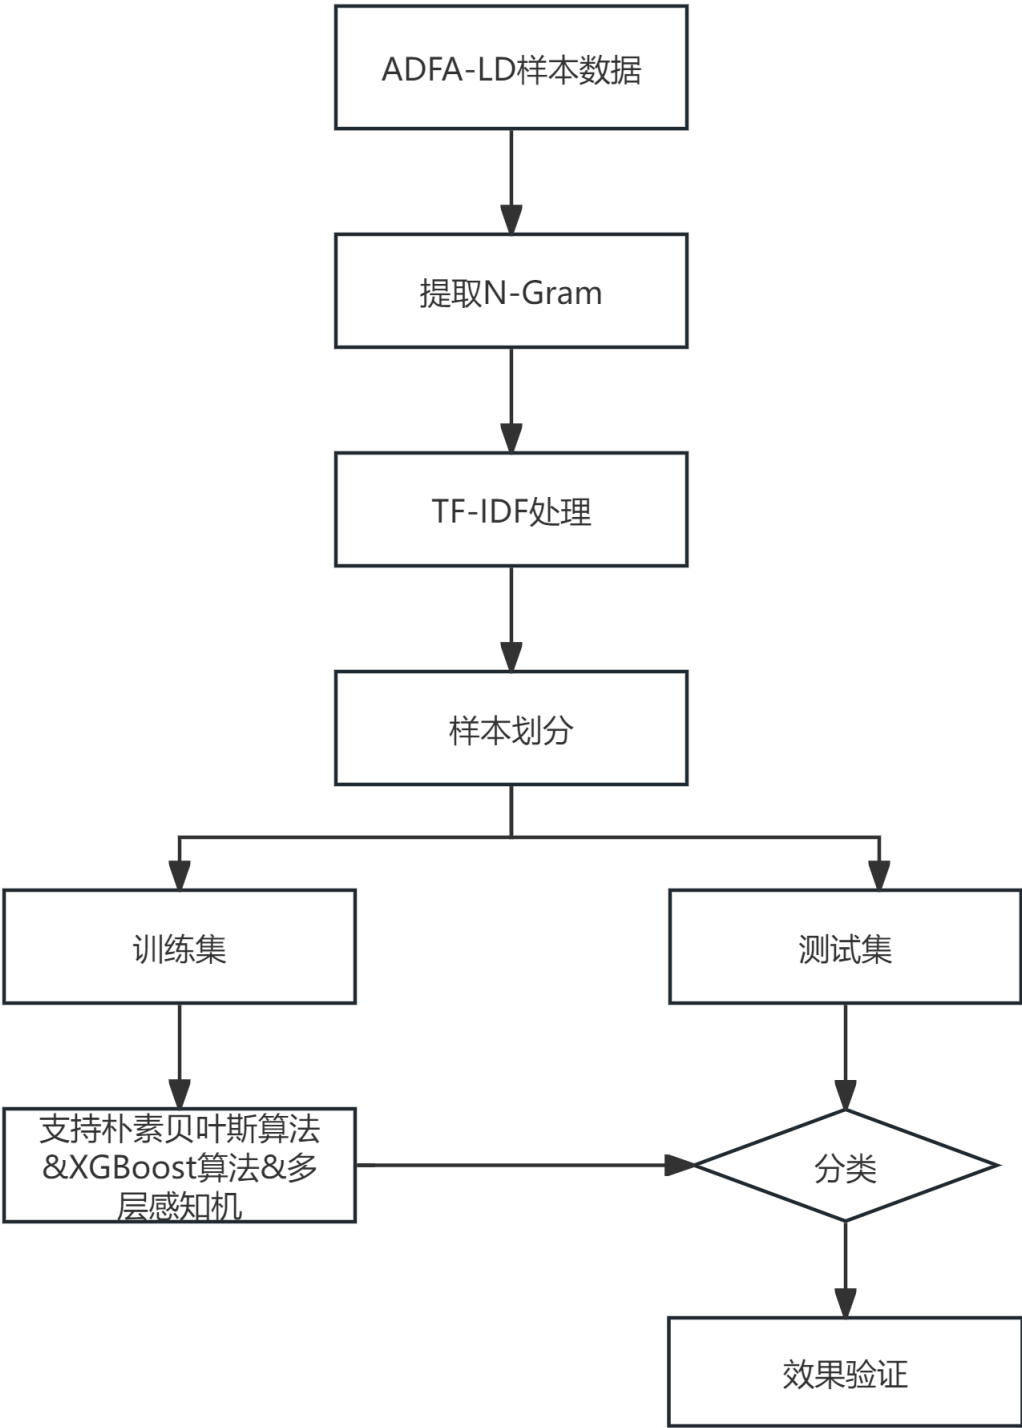 ADFA-LD样本数据
提取N-Gram
TF-IDF处理
样本划分
训练集
测试集
支持朴素贝叶斯算法
&XGBoost算法&多
层感知机
分类
效果验证